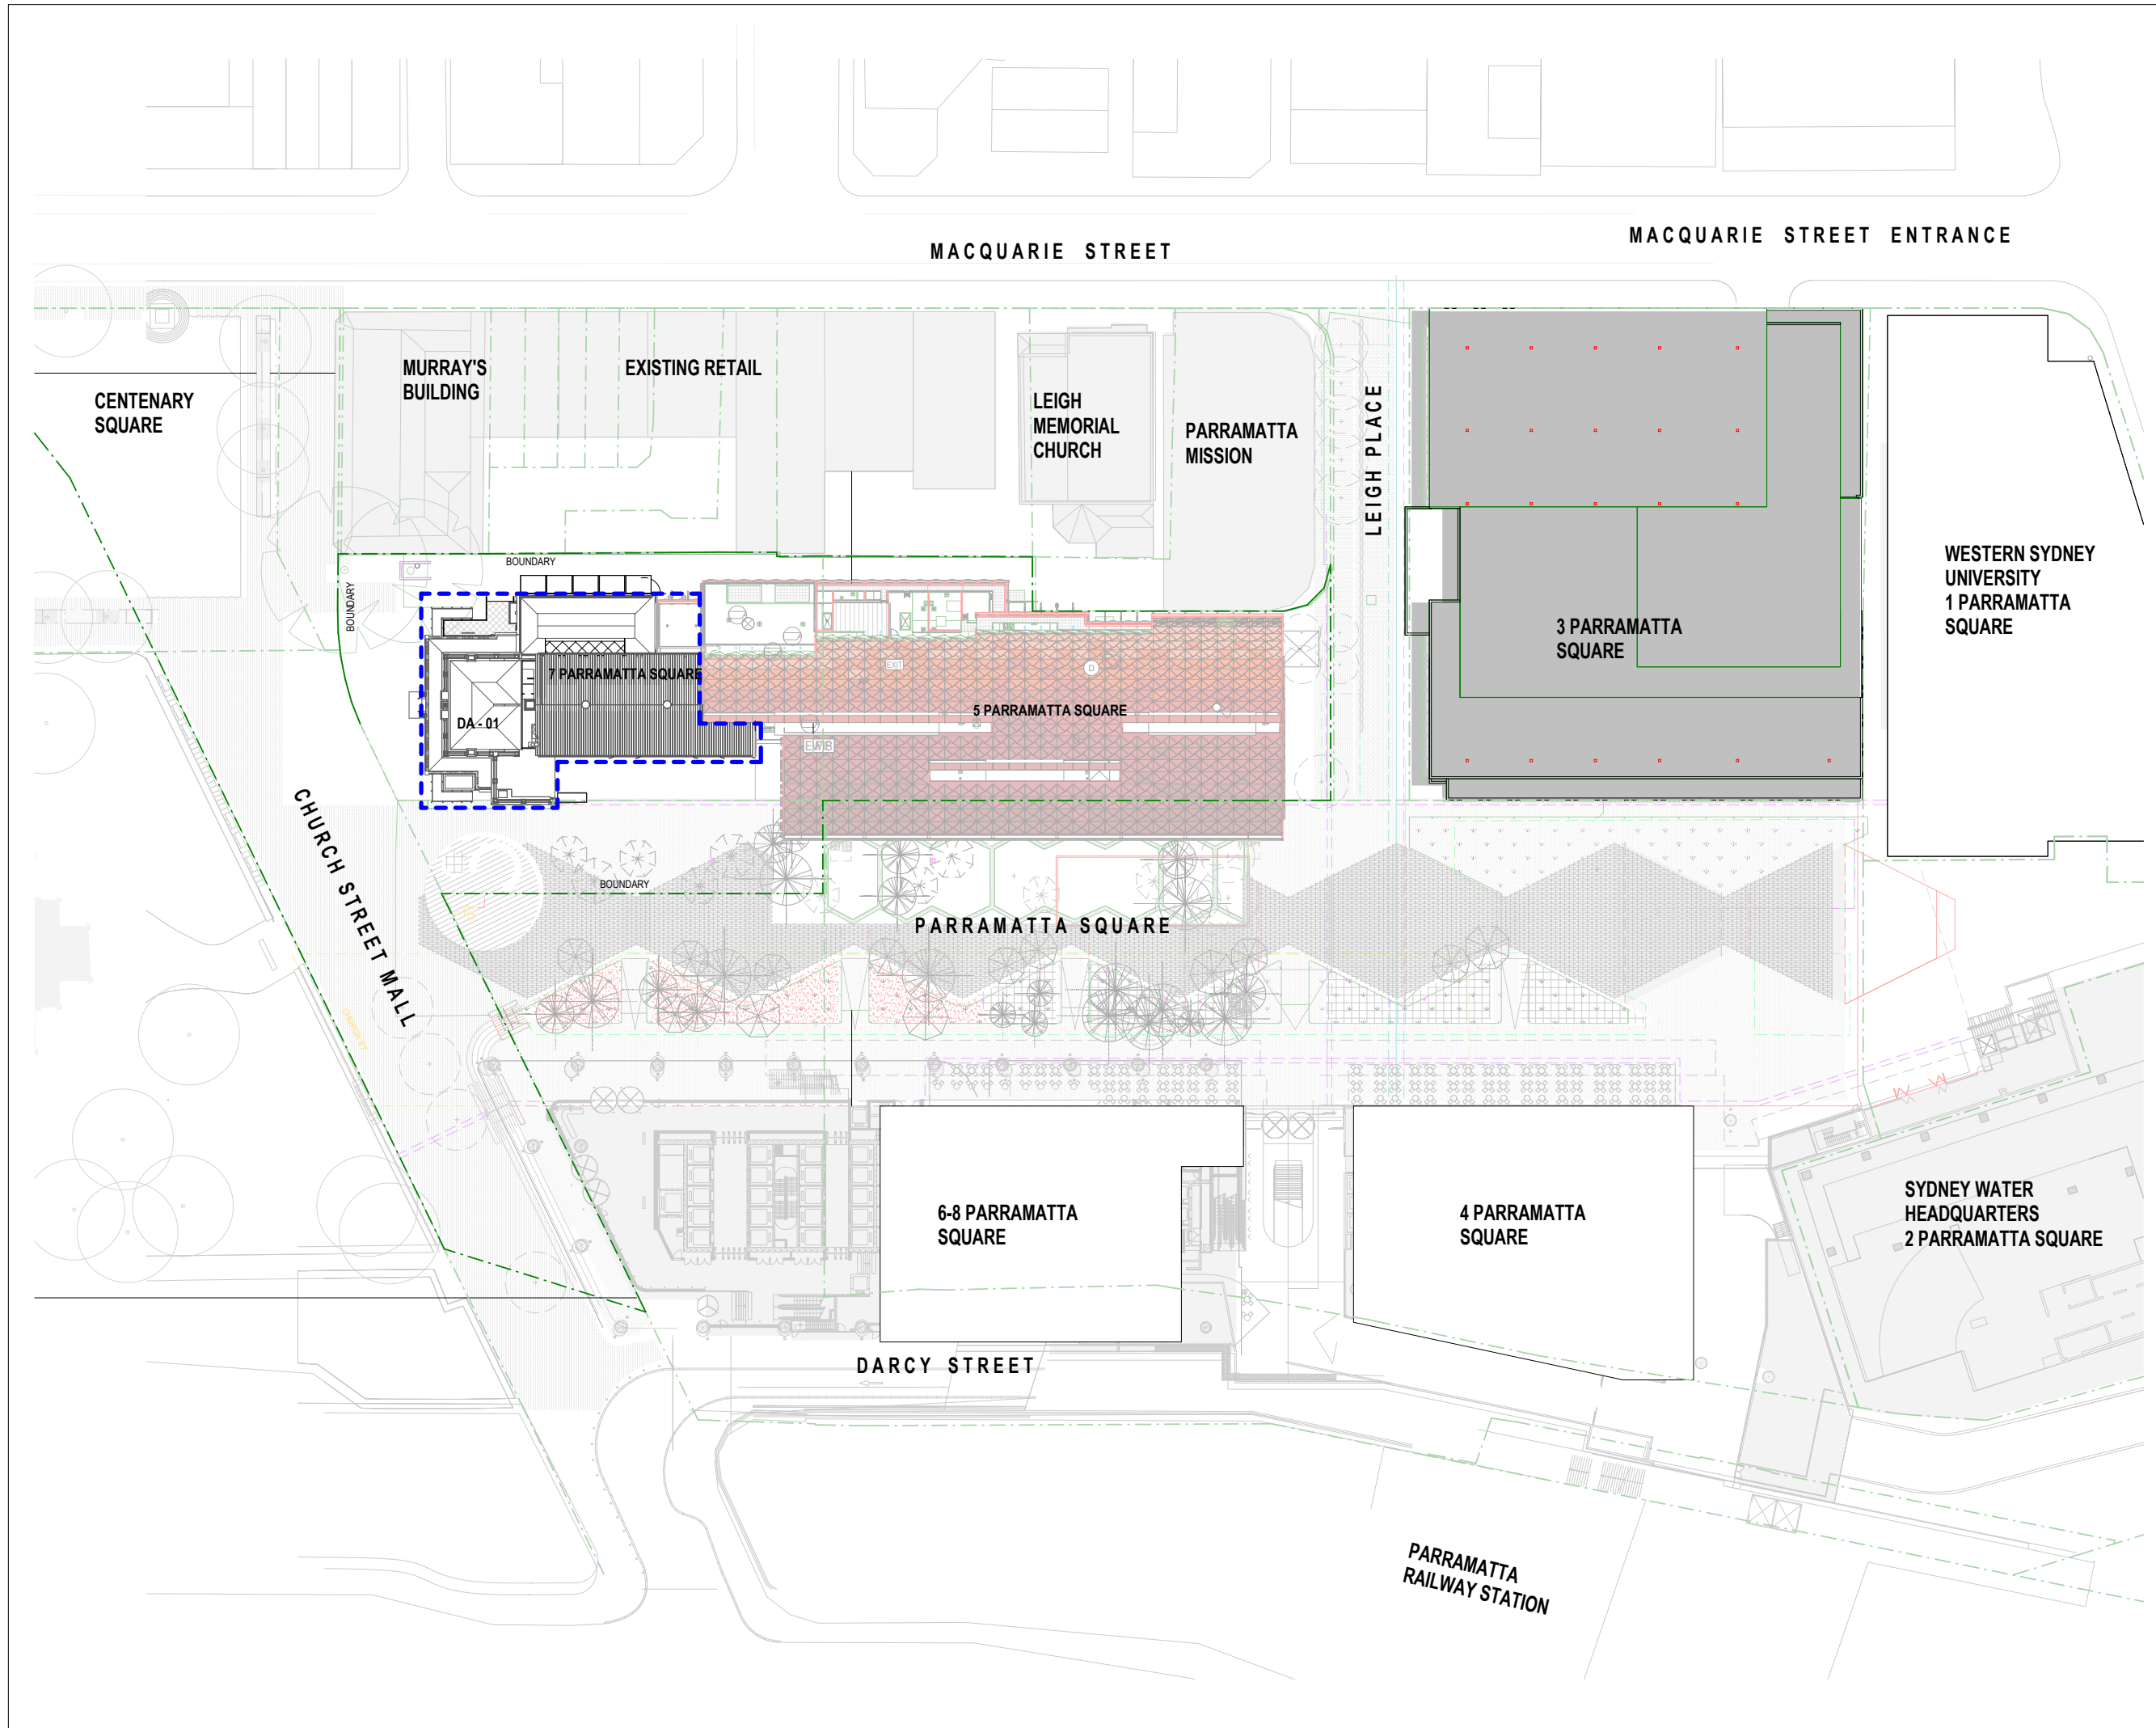 MACQUARIE STREET
MACQUARIE STREET ENTRANCE
CENTENARY
SQUARE
MURRAY'S
BUILDING
EXISTING RETAIL
LEIGH
MEMORIAL
CHURCH
PARRAMATTA
MISSION
LEIGH PLACE
WESTERN SYDNEY
UNIVERSITY
1 PARRAMATTA
SQUARE
3 PARRAMATTA
SQUARE
BOUNDARY
BOUNDARY
7 PARRAMATTA SQUARE
DA - 01
EXIT
D
5 PARRAMATTA SQUARE
CHURCH STREET MALL
BOUNDARY
PARRAMATTA SQUARE
CHURCH ST
6-8 PARRAMATTA
SQUARE
4 PARRAMATTA
SQUARE
SYDNEY WATER
HEADQUARTERS
2 PARRAMATTA SQUARE
DARCY STREET
PARRAMATTA
RAILWAY STATION